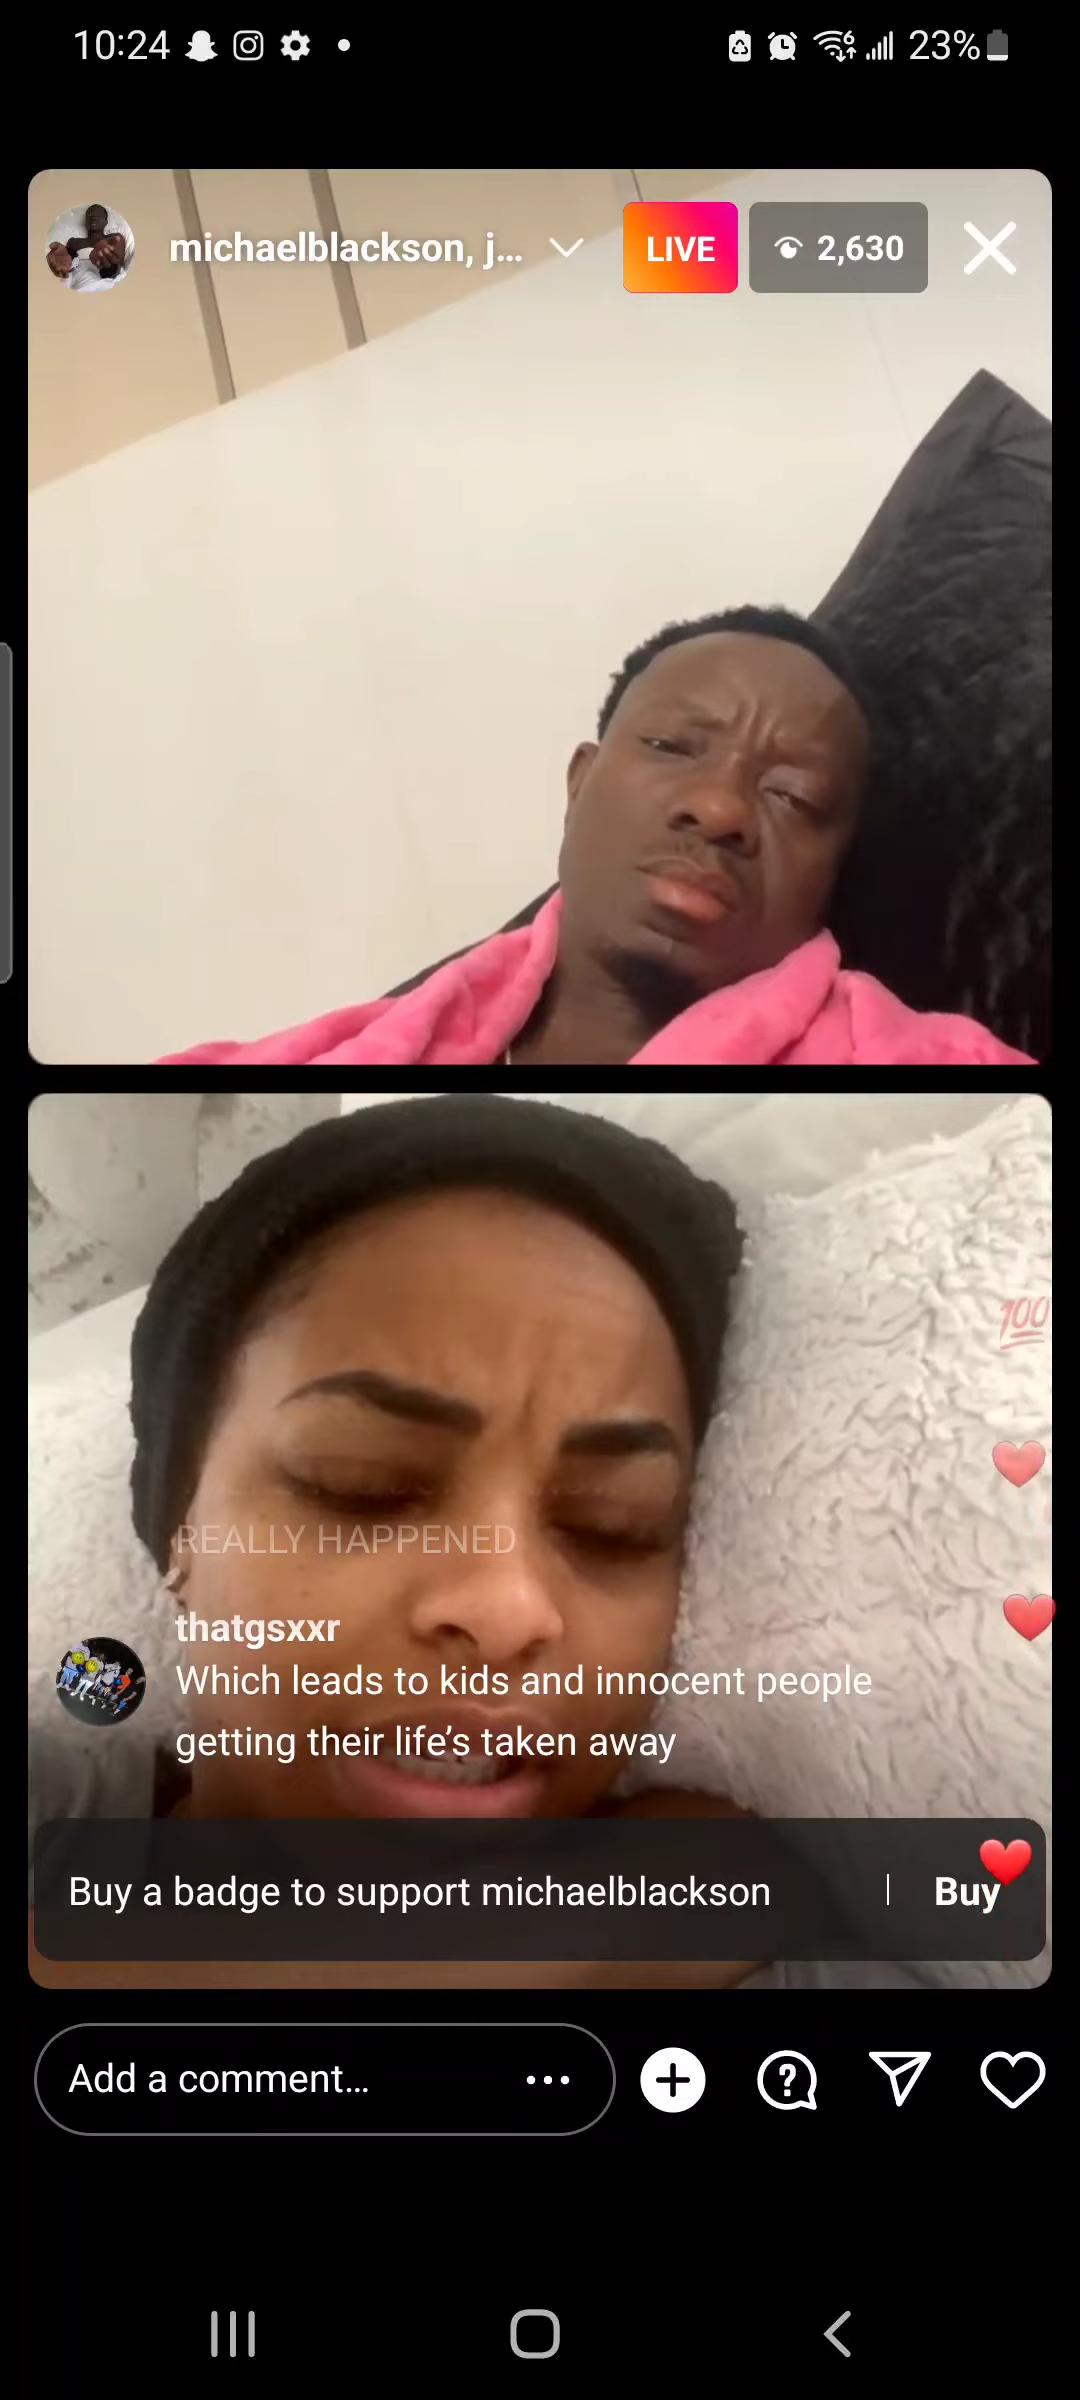 10:24
23%
michaelblackson, j...
LIVE
2,630
100
REALLY HAPPENED
thatgsxxr
Which leads to kids and innocent people
getting their life’s taken away
Buy a badge to support michaelblackson
Buy
Add a comment...